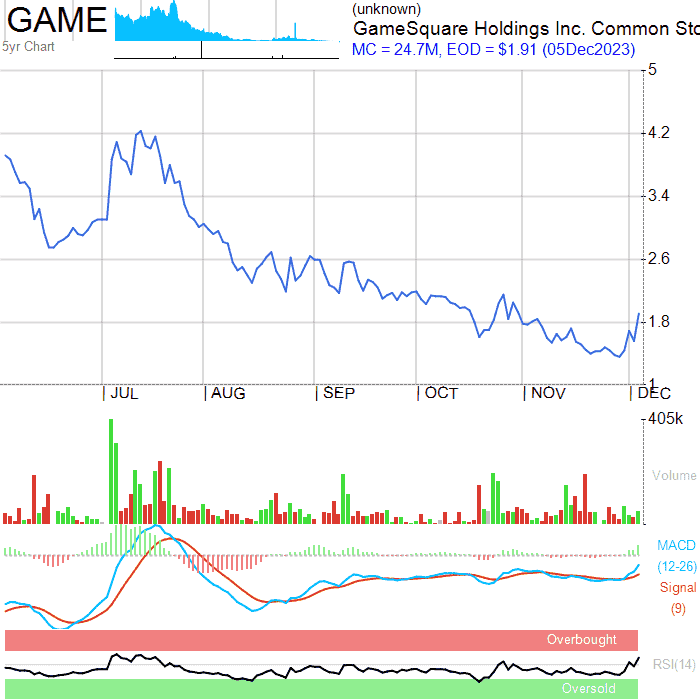 GAME
(unknown)
GameSquare Holdings Inc. Common Sto
5yr Chart
MC = 24.7M, EOD = $1.91 (05Dec2023)
5
4.2
3.4
2.6
1.8
1
JUL
AUG
SEP
OCT
NOV
DEC
405k
Volume
MACD
(12-26)
Signal
(9)
Overbought
RSI(14)
Oversold